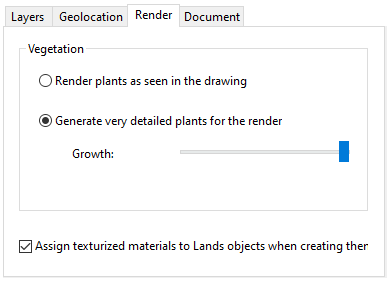 Layers Geolocation Render Document
Vegetation
Render plants as seen in the drawing
Generate very detailed plants for the render
Growth:
Assign texturized materials to Lands objects when creating